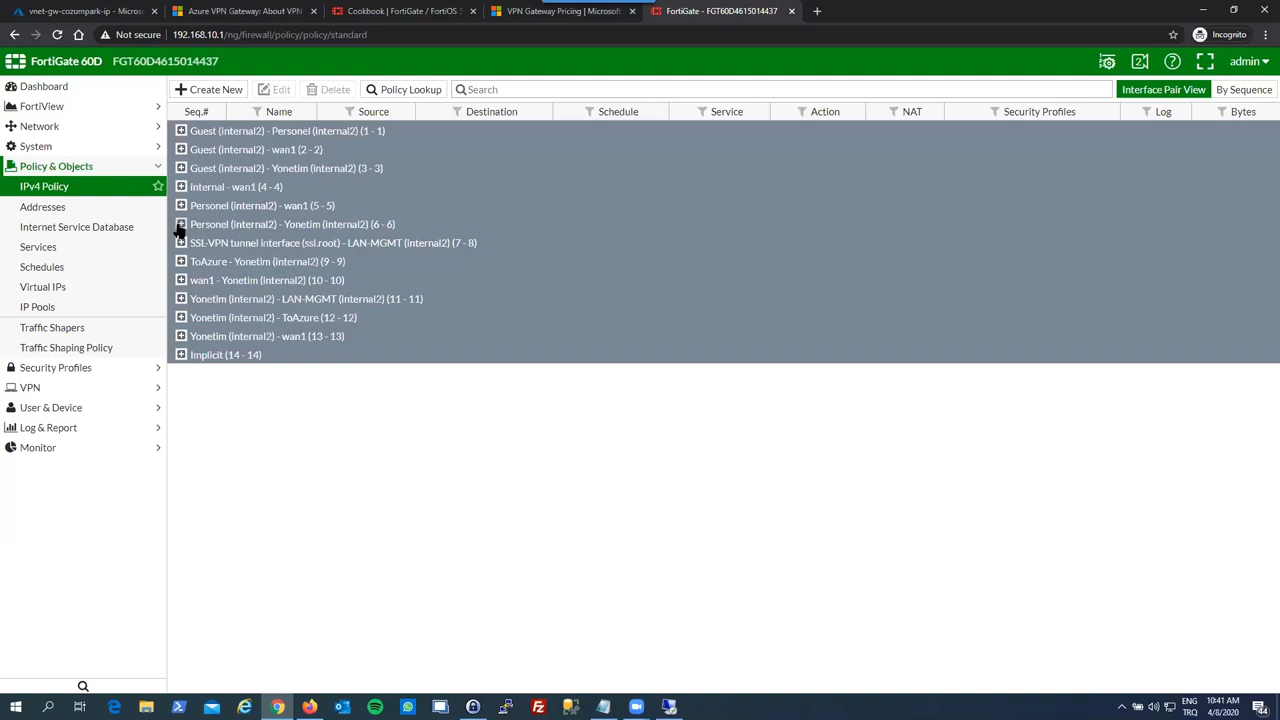 vnet-gw-cozumpark-ip - Microso
Azure VPN Gateway: About VPN
Cookbook | FortiGate / FortiOS
VPN Gateway Pricing | Microsoft
FortiGate - FGT60D4615014437
Not secure | 192.168.10.1/ng/firewall/policy/policy/standard
Incognito
FortiGate 60D FGT60D4615014437
admin
Dashboard
FortiView
Network
System
Policy & Objects
IPv4 Policy
Addresses
Internet Service Database
Services
Schedules
Virtual IPs
IP Pools
Traffic Shapers
Traffic Shaping Policy
Security Profiles
VPN
User & Device
Log & Report
Monitor
Create New Edit Delete Policy Lookup Search Interface Pair View By Sequence
Seq.# Name Source Destination Schedule Service Action NAT Security Profiles Log Bytes
Guest (internal2) - Personel (internal2) (1 - 1)
Guest (internal2) - wan1 (2 - 2)
Guest (internal2) - Yonetim (internal2) (3 - 3)
internal - wan1 (4 - 4)
Personel (internal2) - wan1 (5 - 5)
Personel (internal2) - Yonetim (internal2) (6 - 6)
SSL-VPN tunnel interface (ssl.root) - LAN-MGMT (internal2) (7 - 8)
ToAzure - Yonetim (internal2) (9 - 9)
wan1 - Yonetim (internal2) (10 - 10)
Yonetim (internal2) - LAN-MGMT (internal2) (11 - 11)
Yonetim (internal2) - ToAzure (12 - 12)
Yonetim (internal2) - wan1 (13 - 13)
Implicit (14 - 14)
ENG
TRQ
10:41 AM
4/8/2020
44